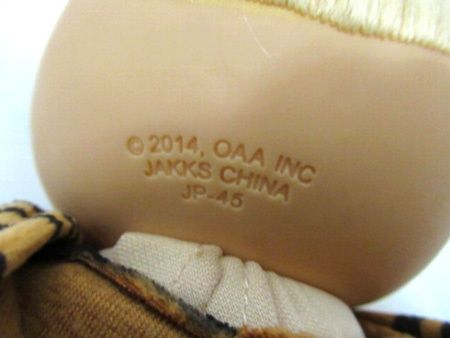 © 2014, OAA INC
JAKKS CHINA
JP-45